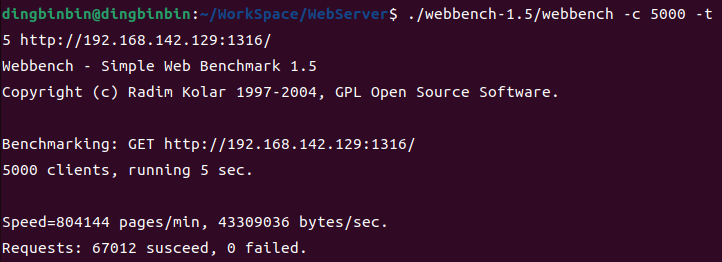 dingbinbin@dingbinbin:~/WorkSpace/WebServer$ ./webbench-1.5/webbench -c 5000 -t
5 http://192.168.142.129:1316/
Webbench - Simple Web Benchmark 1.5
Copyright (c) Radim Kolar 1997-2004, GPL Open Source Software.
Benchmarking: GET http://192.168.142.129:1316/
5000 clients, running 5 sec.
Speed=804144 pages/min, 43309036 bytes/sec.
Requests: 67012 susceed, 0 failed.